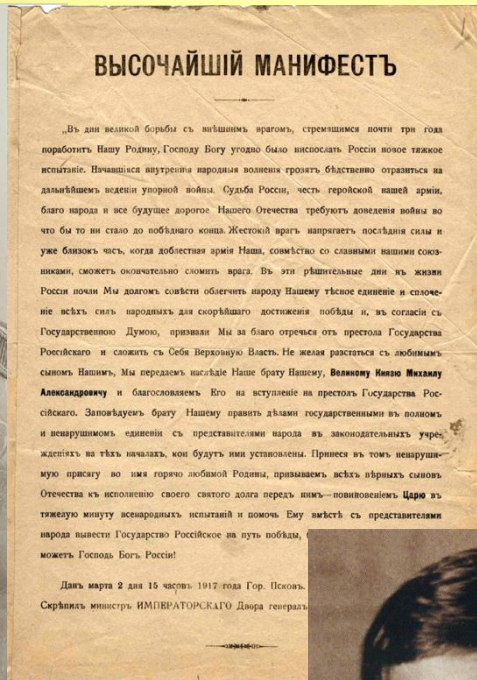 ВЫСОЧАЙШІЙ МАНИФЕСТЪ
„Въ дни великой борьбы съ внѣшнимъ врагомъ, стремящимся почти три года
поработить Нашу Родину, Господу Богу угодно было ниспослать Россіи новое тяжкое
испытаніе. Начавшіяся внутреннія народныя волненія грозятъ бѣдственно отразиться на
дальнѣйшемъ веденіи упорной войны. Судьба Россіи, честь геройской нашей арміи,
благо народа и все будущее дорогое Нашего Отечества требуютъ доведенія войны во
что бы то ни стало до побѣднаго конца. Жестокій врагъ напрягаетъ послѣднія силы и
уже близокъ часъ, когда доблестная армія Наша, совмѣстно со славными нашими союз-
никами, сможетъ окончательно сломить врага. Въ эти рѣшительные дни въ жизни
Россіи почли Мы долгомъ совѣсти облегчить народу Нашему тѣсное единеніе и сплоче-
ніе всѣхъ силъ народныхъ для скорѣйшаго достиженія побѣды и, въ согласіи съ
Государственною Думою, признали Мы за благо отречься отъ престола Государства
Россійскаго и сложить съ Себя Верховную Власть. Не желая разстаться съ любимымъ
сыномъ Нашимъ, Мы передаемъ наслѣдіе Наше брату Нашему, Великому Князю Михаилу
Александровичу и благословляемъ Его на вступленіе на престолъ Государства Рос-
сійскаго. Заповѣдуемъ брату Нашему править дѣлами государственными въ полномъ
и ненарушимомъ единеніи съ представителями народа въ законодательныхъ учре-
жденіяхъ на тѣхъ началахъ, кои будутъ ими установлены. Принеся въ томъ ненаруши-
мую присягу во имя горячо любимой Родины, призываемъ всѣхъ вѣрныхъ сыновъ
Отечества къ исполненію своего святого долга передъ нимъ—повиновеніемъ Царю въ
тяжелую минуту всенародныхъ испытаній и помочь Ему вмѣстѣ съ представителями
народа вывести Государство Россійское на путь побѣды,
можетъ Господь Богъ Россіи!
Данъ марта 2 дня 15 часовъ 1917 года Гор. Псковъ.
Скрѣпилъ министръ ИМПЕРАТОРСКАГО Двора генералъ